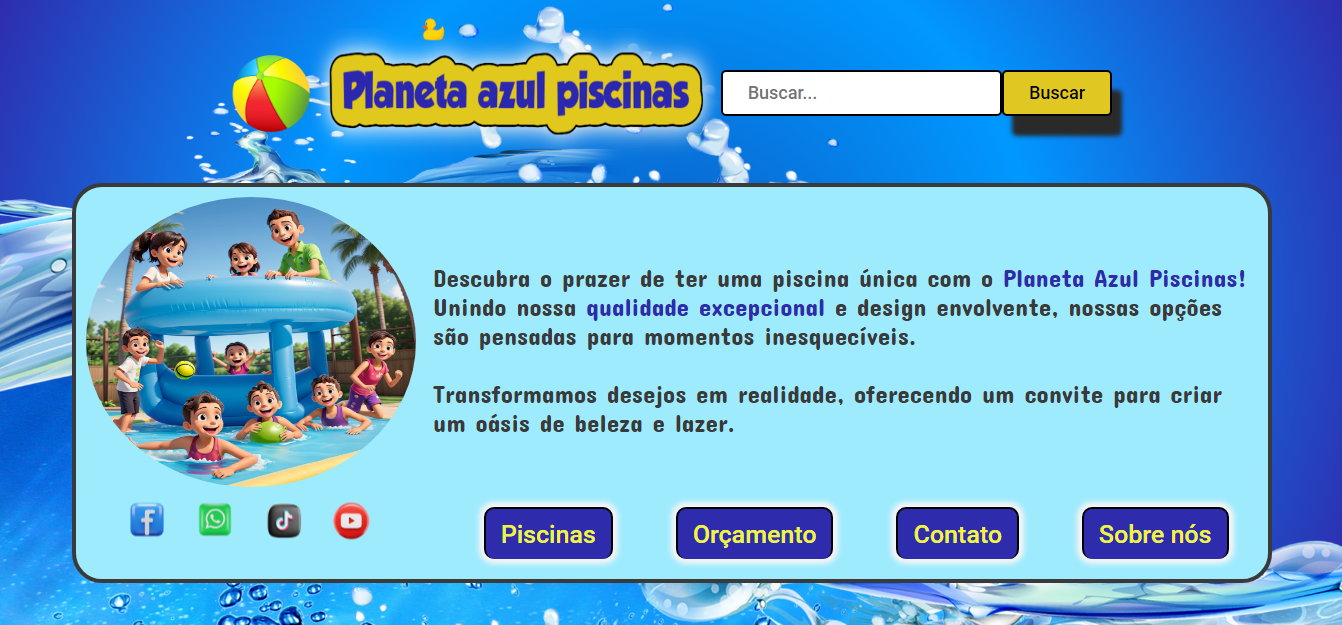 Planeta azul piscinas
Buscar...
Buscar
Descubra o prazer de ter uma piscina única com o Planeta Azul Piscinas!
Unindo nossa qualidade excepcional e design envolvente, nossas opções
são pensadas para momentos inesquecíveis.
Transformamos desejos em realidade, oferecendo um convite para criar
um oásis de beleza e lazer.
Piscinas
Orçamento
Contato
Sobre nós